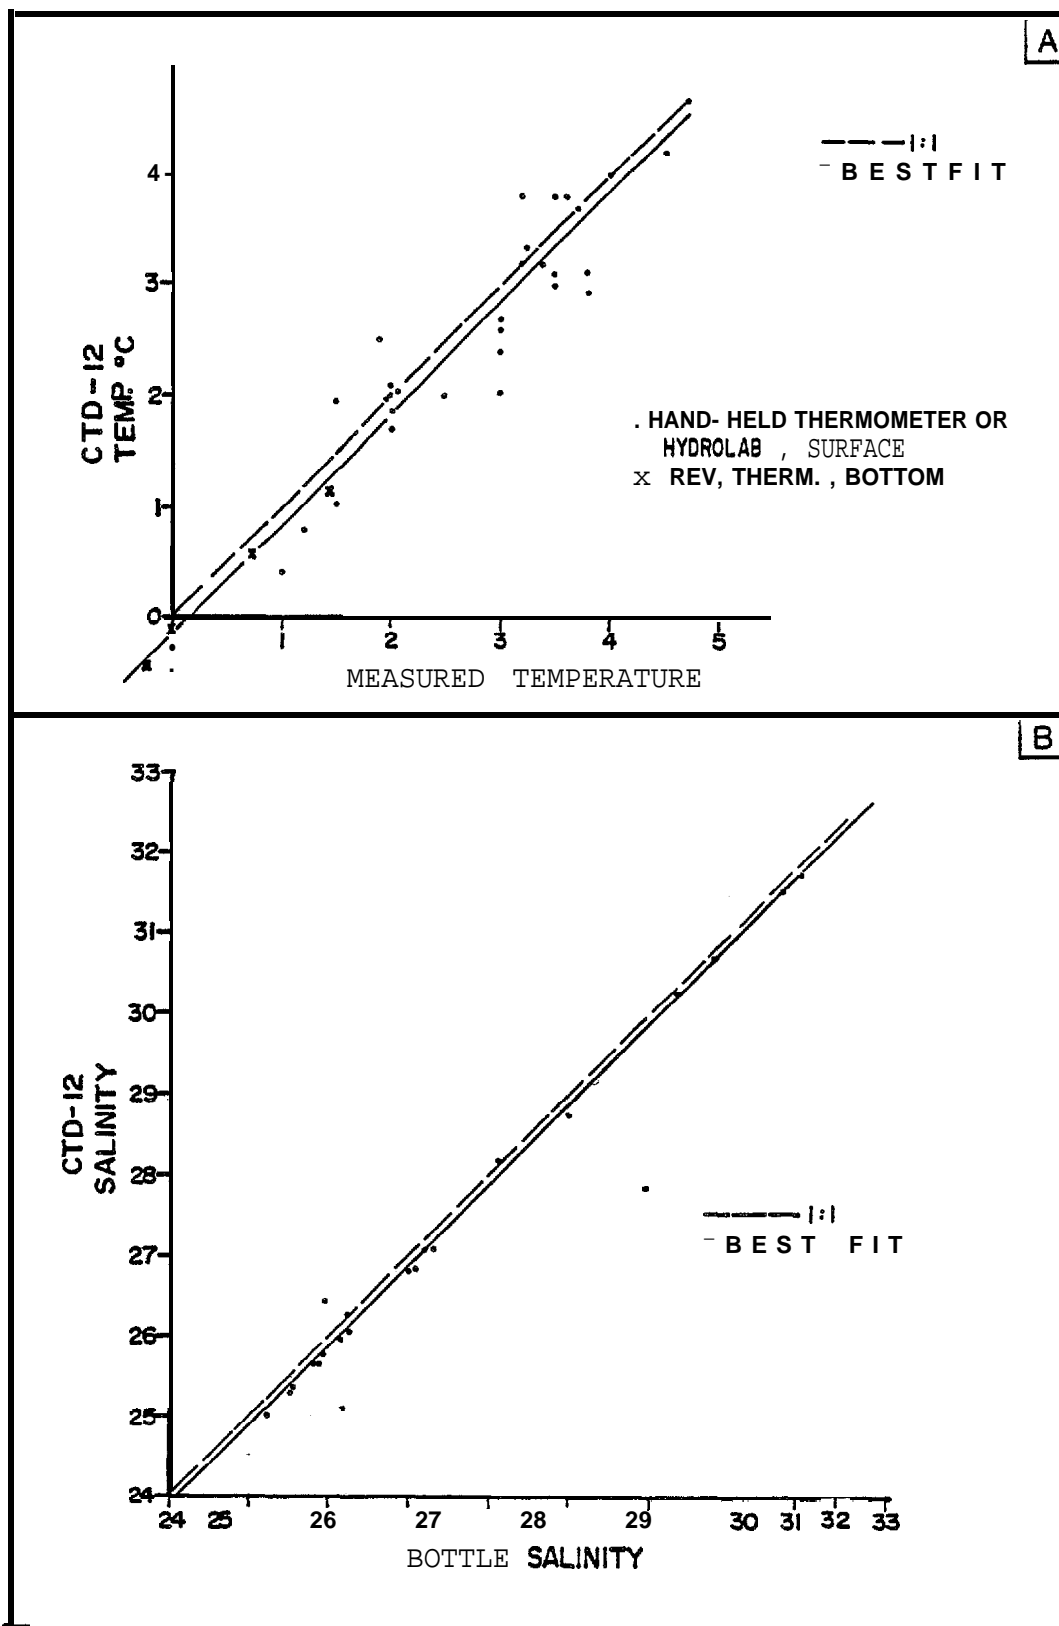 A
4
3
2
1
0
CTD-12
TEMP. °C
— — —1:1
– BEST FIT
. HAND- HELD THERMOMETER OR
HYDROLAB , SURFACE
x REV, THERM. , BOTTOM
1 2 3 4 5
MEASURED TEMPERATURE
B
33
32
31
30
29
28
27
26
25
24
CTD-12
SALINITY
———1:1
– BEST FIT
24 25 26 27 28 29 30 31 32 33
BOTTLE SALINITY